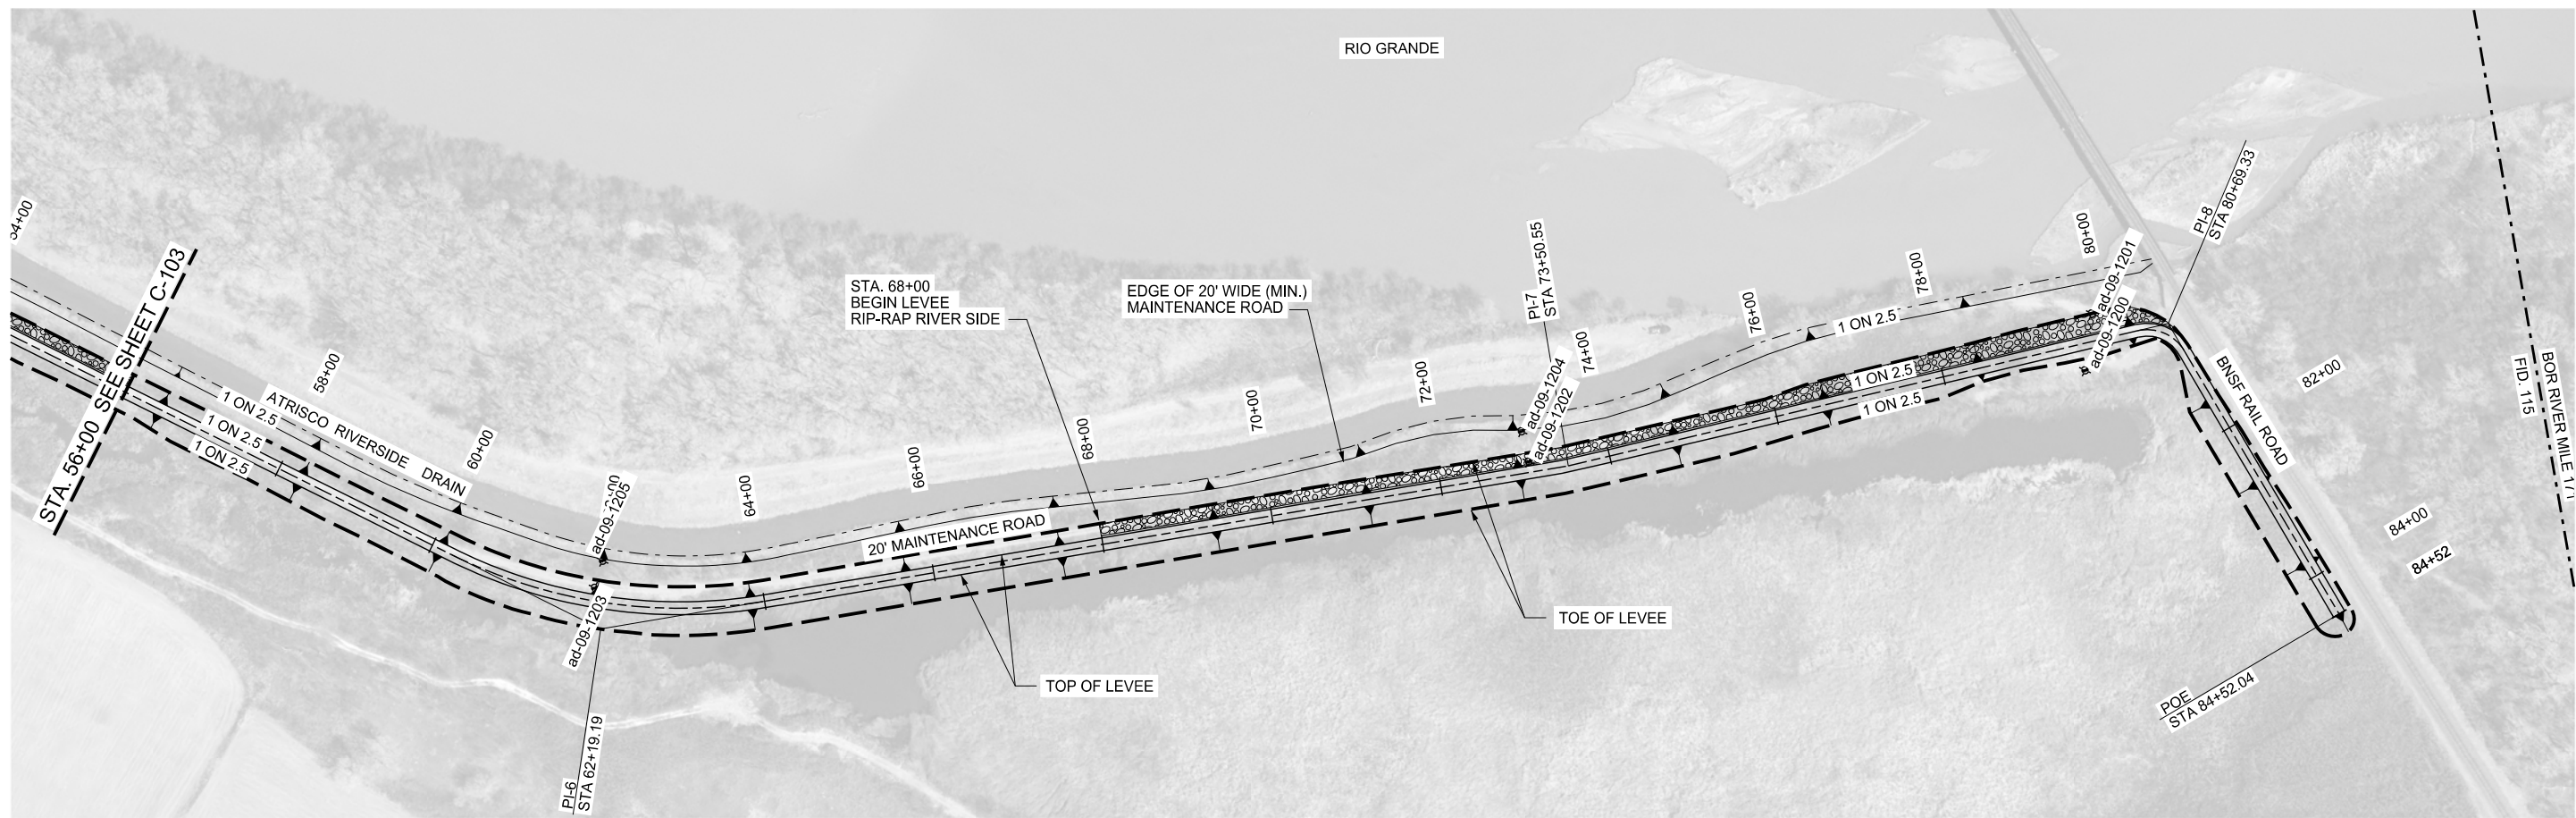 RIO GRANDE
54+00
STA. 56+00 SEE SHEET C-103
58+00
ATRISCO RIVERSIDE DRAIN
1 ON 2.5
1 ON 2.5
1 ON 2.5
60+00
ad-09-1205
ad-09-1203
PI-6
STA 62+19.19
64+00
66+00
20' MAINTENANCE ROAD
STA. 68+00
BEGIN LEVEE
RIP-RAP RIVER SIDE
68+00
TOP OF LEVEE
EDGE OF 20' WIDE (MIN.)
MAINTENANCE ROAD
70+00
72+00
PI-7
STA 73+50.55
ad-09-1204
ad-09-1202
74+00
TOE OF LEVEE
76+00
1 ON 2.5
1 ON 2.5
1 ON 2.5
78+00
80+00
ad-09-1201
ad-09-1200
PI-8
STA 80+69.33
BNSF RAIL ROAD
82+00
84+00
84+52
POE
STA 84+52.04
BOR RIVER MILE
FID. 115